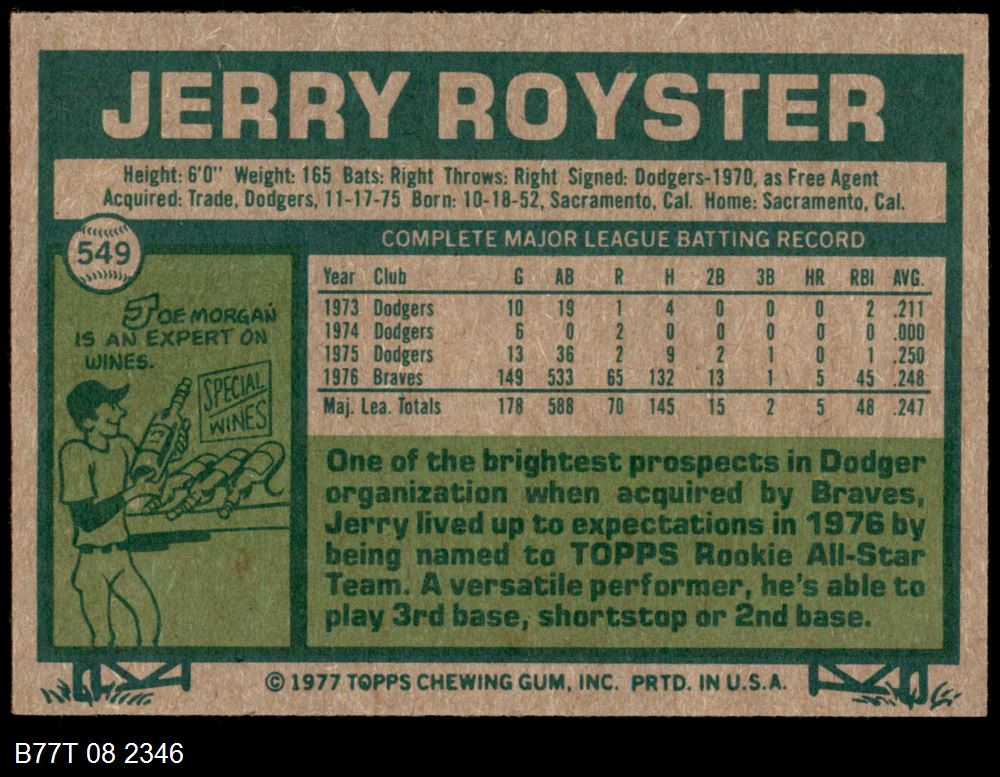 JERRY ROYSTER
Height: 6'0" Weight: 165 Bats: Right Throws: Right Signed: Dodgers-1970, as Free Agent
Acquired: Trade, Dodgers, 11-17-75 Born: 10-18-52, Sacramento, Cal. Home: Sacramento, Cal.
549
JOE MORGAN
IS AN EXPERT ON
WINES.
SPECIAL
WINES
COMPLETE MAJOR LEAGUE BATTING RECORD
Year Club G AB R H 2B 3B HR RBI AVG.
1973 Dodgers 10 19 1 4 0 0 0 2 .211
1974 Dodgers 6 0 2 0 0 0 0 0 .000
1975 Dodgers 13 36 2 9 2 1 0 1 .250
1976 Braves 149 533 65 132 13 1 5 45 .248
Maj. Lea. Totals 178 588 70 145 15 2 5 48 .247
One of the brightest prospects in Dodger
organization when acquired by Braves,
Jerry lived up to expectations in 1976 by
being named to TOPPS Rookie All-Star
Team. A versatile performer, he's able to
play 3rd base, shortstop or 2nd base.
© 1977 TOPPS CHEWING GUM, INC. PRTD. IN U.S.A.
B77T 08 2346